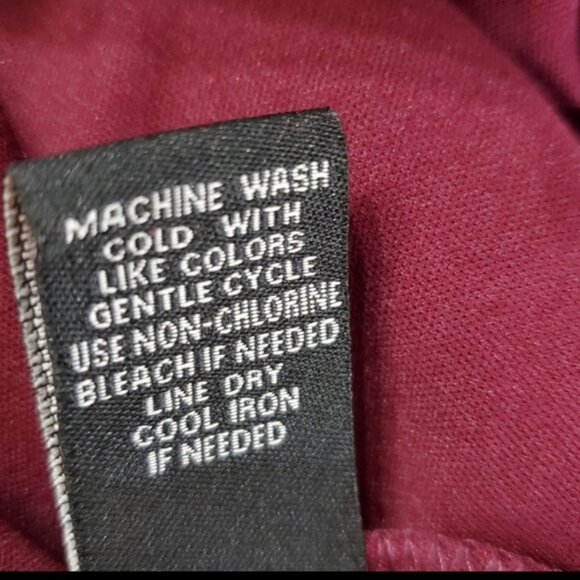 MACHINE WASH
COLD WITH
LIKE COLORS
GENTLE CYCLE
USE NON-CHLORINE
BLEACH IF NEEDED
LINE DRY
COOL IRON
IF NEEDED